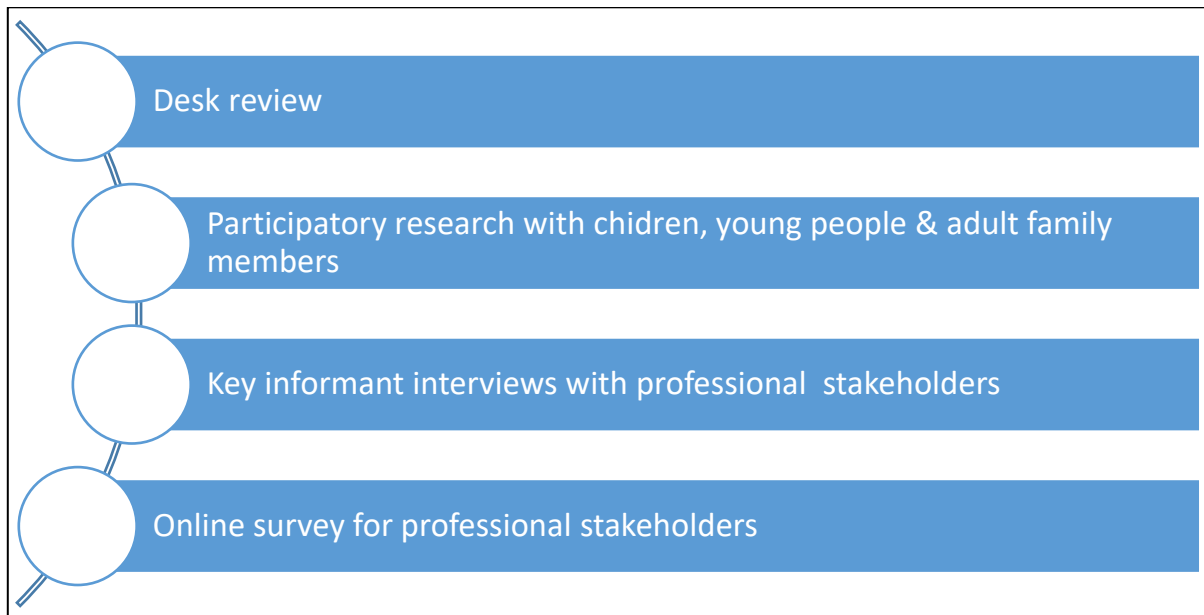 Desk review
Participatory research with chidren, young people & adult family
members
Key informant interviews with professional  stakeholders
Online survey for professional stakeholders